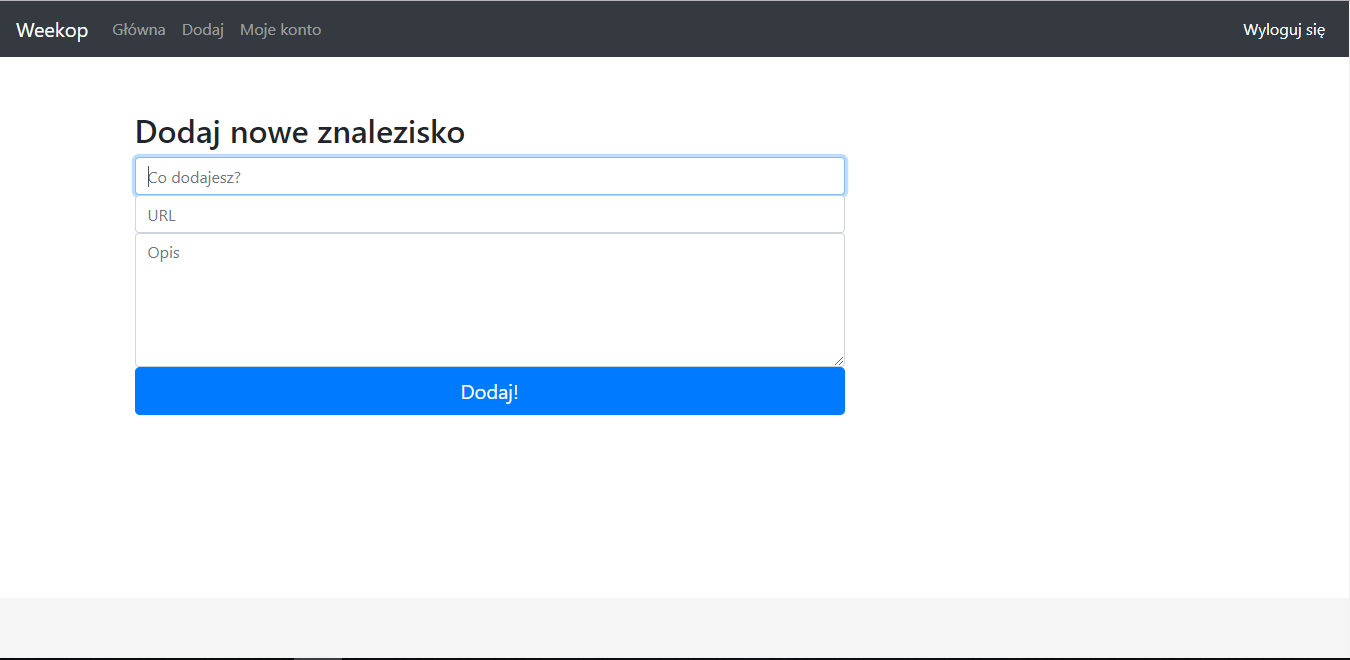 Weekop Główna Dodaj Moje konto Wyloguj się
Dodaj nowe znalezisko
Co dodajesz?
URL
Opis
Dodaj!